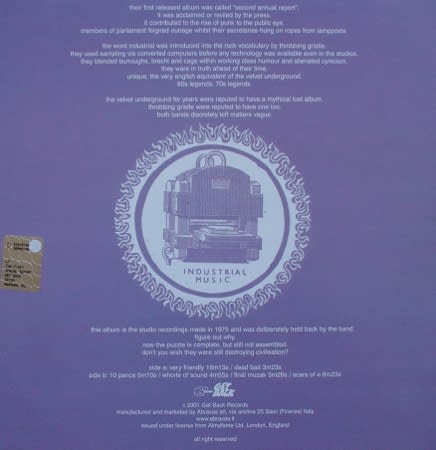 their first released album was called "second annual report".
it was acclaimed or reviled by the press.
it contributed to the rise of punk to the public eye.
members of parliament feigned outrage whilst their secretaries hung on ropes from lampposts.
the word industrial was introduced into the rock vocabulary by throbbing gristle.
they used sampling via converted computers before any technology was available even in the studios.
they blended burroughs, brecht and cage within working class humour and alienated cynicism.
they were in truth ahead of their time.
unique, the very english equivalent of the velvet underground.
60s legends, 70s legends.
the velvet underground for years were reputed to have a mythical lost album.
throbbing gristle were reputed to have one too.
both bands discretely left matters vague.
INDUSTRIAL
MUSIC
this album is the studio recordings made in 1975 and was deliberately held back by the band.
figure out why.
now the puzzle is complete, but still not assembled.
don't you wish they were still destroying civilisation?
side a: very friendly 18m13s / dead bait 3m23s
side b: 10 pence 5m10s / whorle of sound 4m55s / final muzak 5m29s / scars of e 8m23s
GET BACK
c 2001 Get Back Records
manufactured and marketed by Abraxas srl, via aretina 25 Sieci (Firenze) Italy
www.abraxas.it
issued under licence from Almafame Ltd. London, England
all right reserved